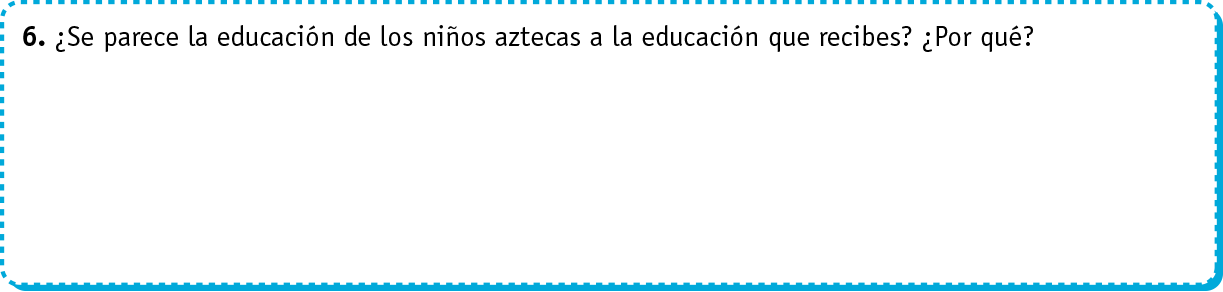 6. ¿Se parece la educación de los niños aztecas a la educación que recibes? ¿Por qué?